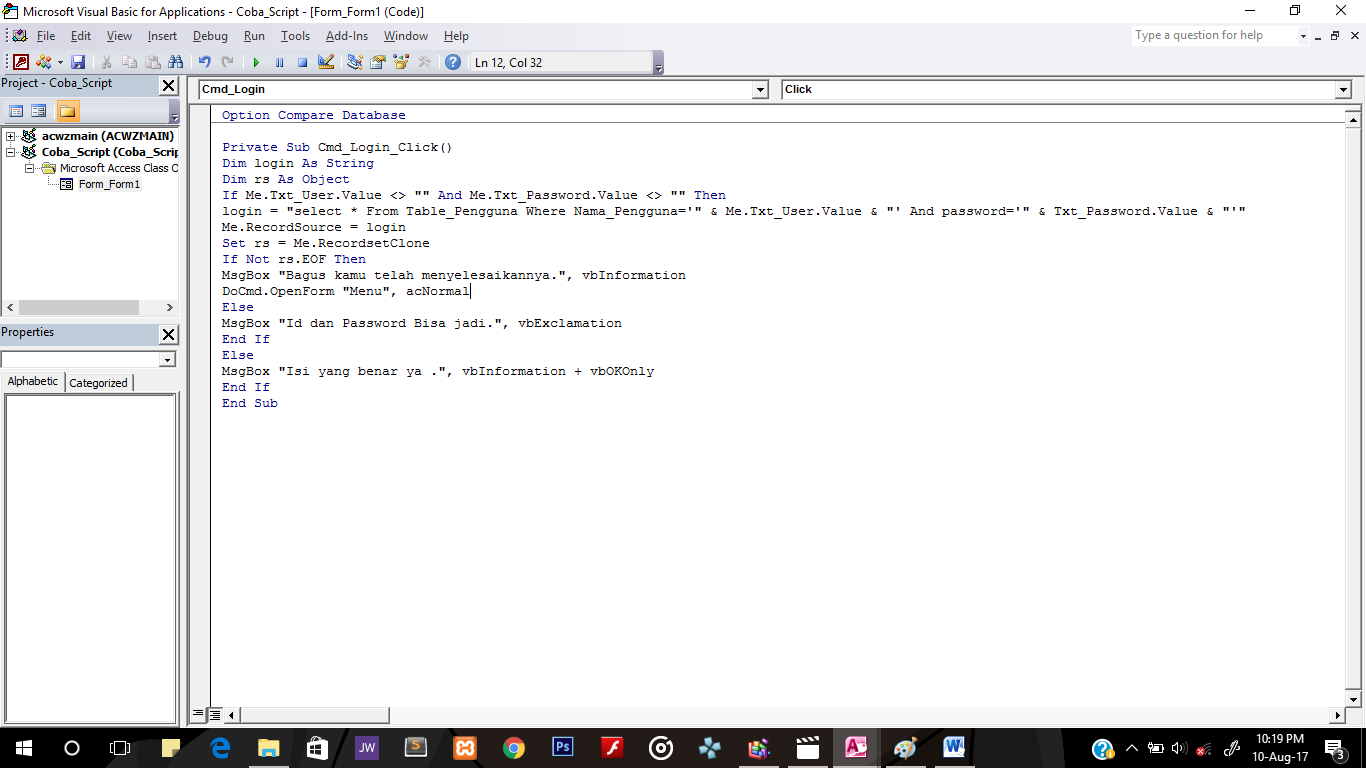 Microsoft Visual Basic for Applications - Coba_Script - [Form_Form1 (Code)]
File Edit View Insert Debug Run Tools Add-Ins Window Help
Type a question for help
Ln 12, Col 32
Project - Coba_Script
acwzmain (ACWZMAIN)
Coba_Script (Coba_Scrip
Microsoft Access Class O
Form_Form1
Properties
Alphabetic Categorized
Cmd_Login Click
Option Compare Database
Private Sub Cmd_Login_Click()
Dim login As String
Dim rs As Object
If Me.Txt_User.Value <> "" And Me.Txt_Password.Value <> "" Then
login = "select * From Table_Pengguna Where Nama_Pengguna='" & Me.Txt_User.Value & "' And password='" & Txt_Password.Value & "'"
Me.RecordSource = login
Set rs = Me.RecordsetClone
If Not rs.EOF Then
MsgBox "Bagus kamu telah menyelesaikannya.", vbInformation
DoCmd.OpenForm "Menu", acNormal
Else
MsgBox "Id dan Password Bisa jadi.", vbExclamation
End If
Else
MsgBox "Isi yang benar ya .", vbInformation + vbOKOnly
End If
End Sub
JW
S
Ps
A
W
10:19 PM
10-Aug-17
3